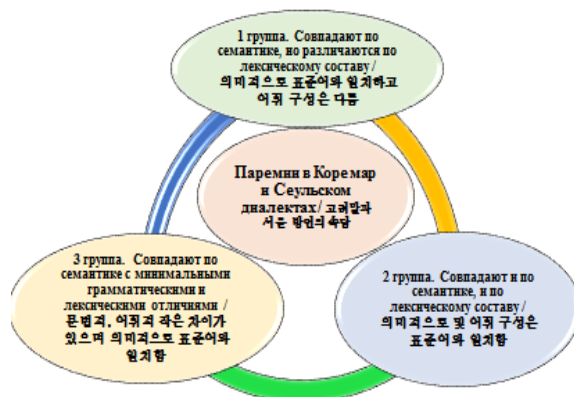 1 группа. Совпадают по
семантике, но различаются по
лексическому составу /
의미적으로 표준어와 일치하고
어휘 구성은 다름
Паремии в Коре мар
и Сеульском
диалектах/ 고려말과
서울 방언의 속담
3 группа. Совпадают по
семантике с минимальными
грамматическими и
лексическими отличиями /
문법적, 어휘적 작은 차이가
있으며 의미적으로 표준어와
일치함
2 группа. Совпадают и по
семантике, и по
лексическому составу /
의미적으로 및 어휘 구성은
표준어와 일치함